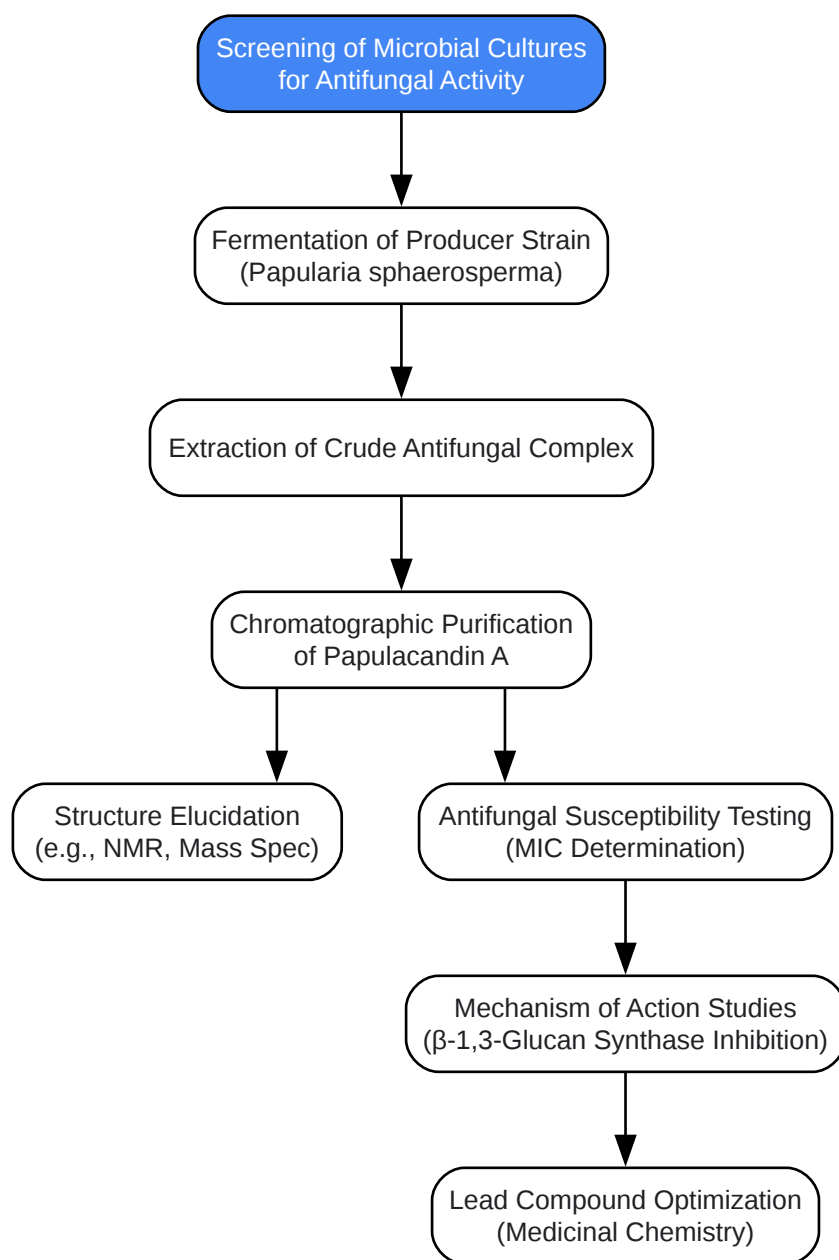 Screening of Microbial Cultures
for Antifungal Activity
Fermentation of Producer Strain
(Papularia sphaerosperma)
Extraction of Crude Antifungal Complex
Chromatographic Purification
of Papulacandin A
Structure Elucidation
(e.g., NMR, Mass Spec)
Antifungal Susceptibility Testing
(MIC Determination)
Mechanism of Action Studies
(β-1,3-Glucan Synthase Inhibition)
Lead Compound Optimization
(Medicinal Chemistry)